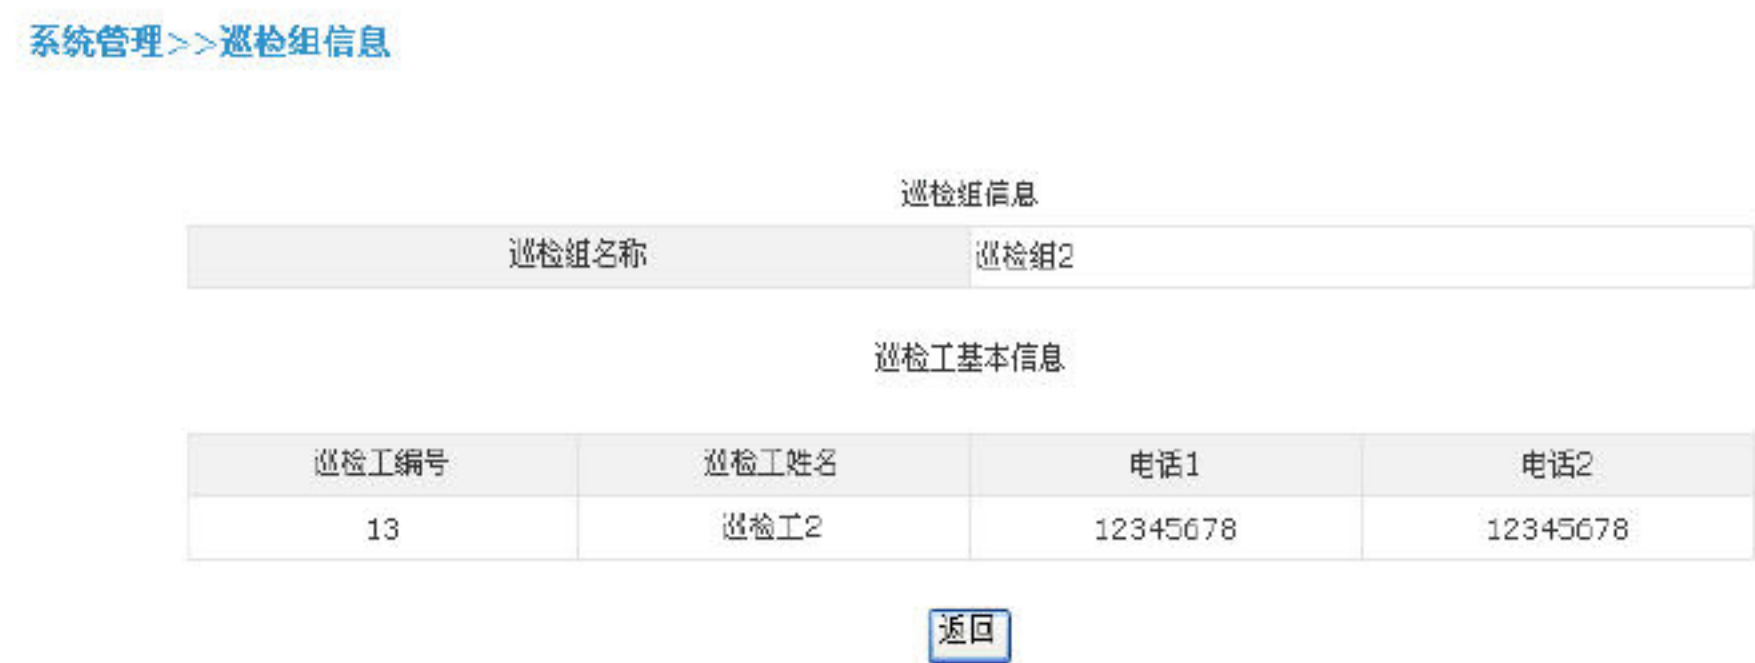 系统管理>>巡检组信息
巡检组信息
巡检组名称 巡检组2
巡检工基本信息
巡检工编号 巡检工姓名 电话1 电话2
13 巡检工2 12345678 12345678
返回